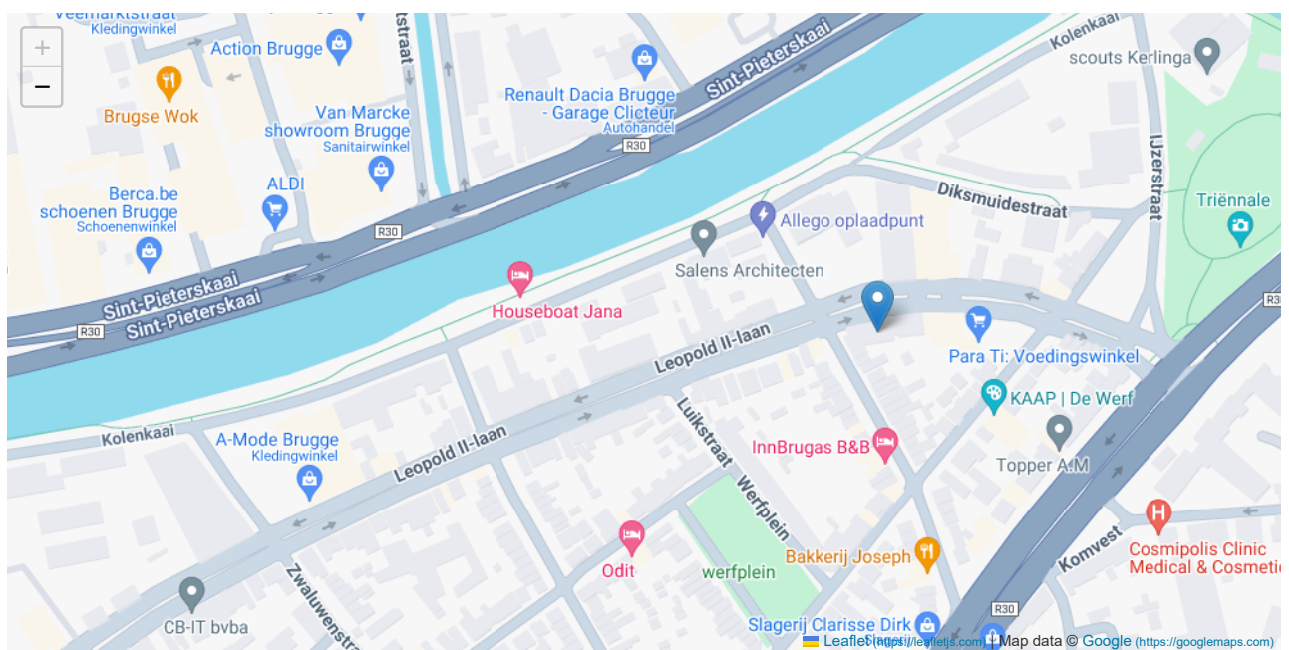 Veemarktstraat
Kledingwinkel
Action Brugge
Brugse Wok
Van Marcke
showroom Brugge
Sanitairwinkel
Renault Dacia Brugge
- Garage Clicteur
Autohandel
R30
Sint-Pieterskaai
Kolenkaai
scouts Kerlinga
IJzerstraat
Berca.be
schoenen Brugge
Schoenenwinkel
ALDI
R30
Diksmuidestraat
Triënnale
Allego oplaadpunt
Salens Architecten
Sint-Pieterskaai
Sint-Pieterskaai
R30
Houseboat Jana
Leopold II-laan
Para Ti: Voedingswinkel
KAAP | De Werf
Kolenkaai
A-Mode Brugge
Kledingwinkel
Leopold II-laan
Luikstraat
InnBrugas B&B
Topper A.M
Werfplein
Odit
werfplein
Bakkerij Joseph
Komvest
Cosmipolis Clinic
Medical & Cosmetic
Zwaluwenstra
CB-IT bvba
R30
Slagerij Clarisse Dirk
Slagerij
Leaflet (https://leafletjs.com) | Map data © Google (https://googlemaps.com)
+
−